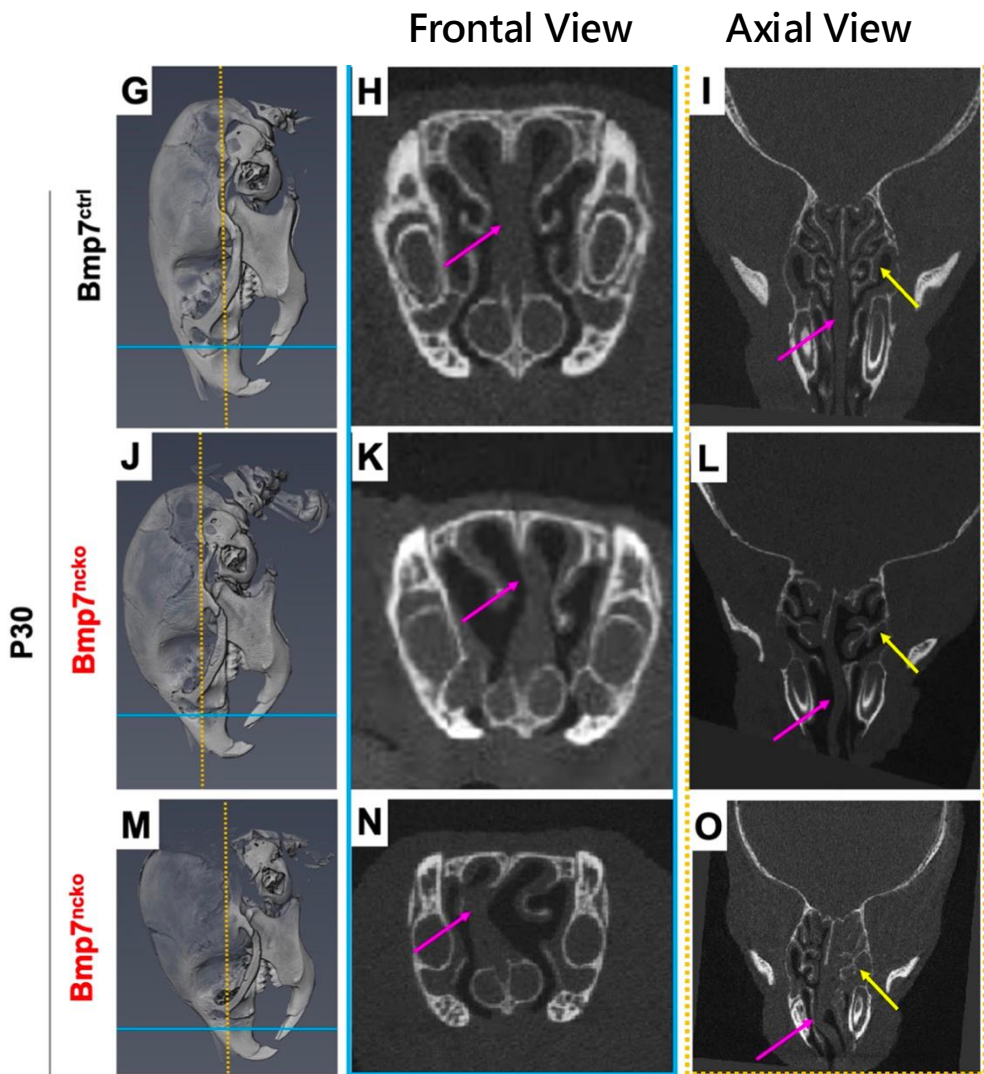 Frontal View
Axial View
G
H
I
Bmp7ctrl
J
K
L
P30
Bmp7ncko
M
N
O
Bmp7ncko